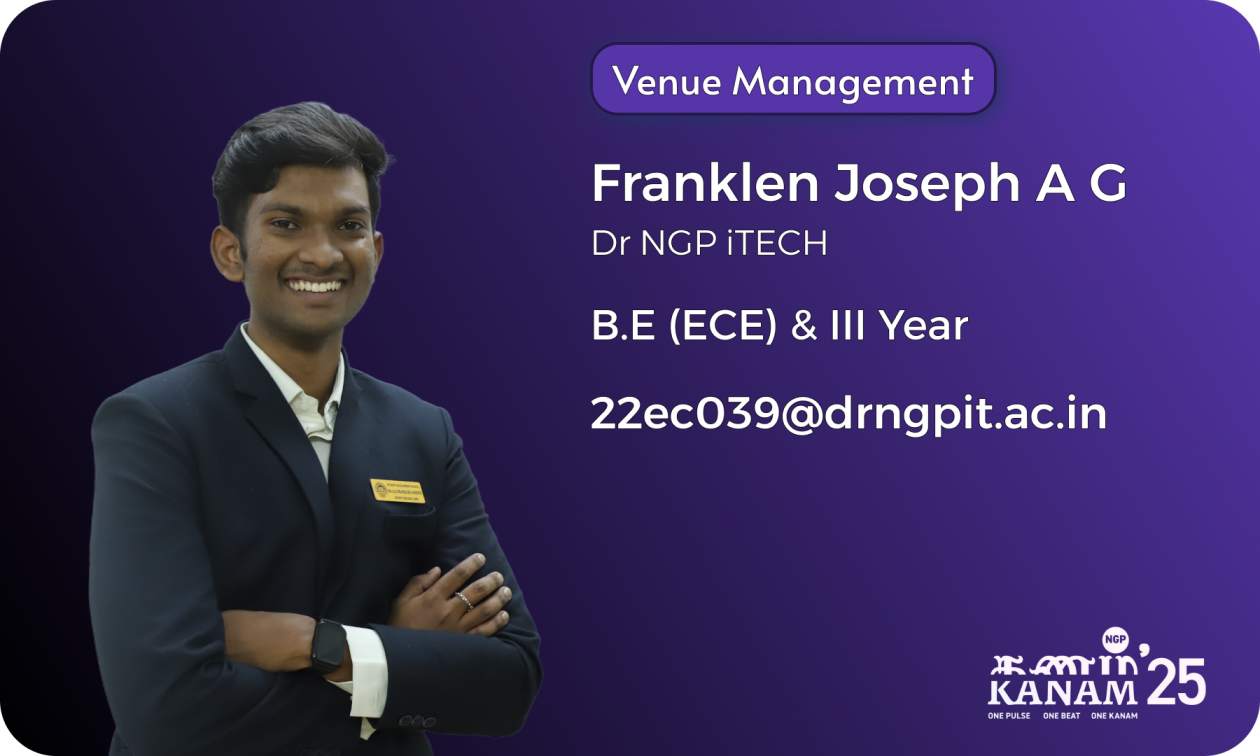 Venue Management
Franklen Joseph A G
Dr NGP iTECH
B.E (ECE) & III Year
22ec039@drngpit.ac.in
NGP
KANAM'25
ONE PULSE ONE BEAT ONE KANAM